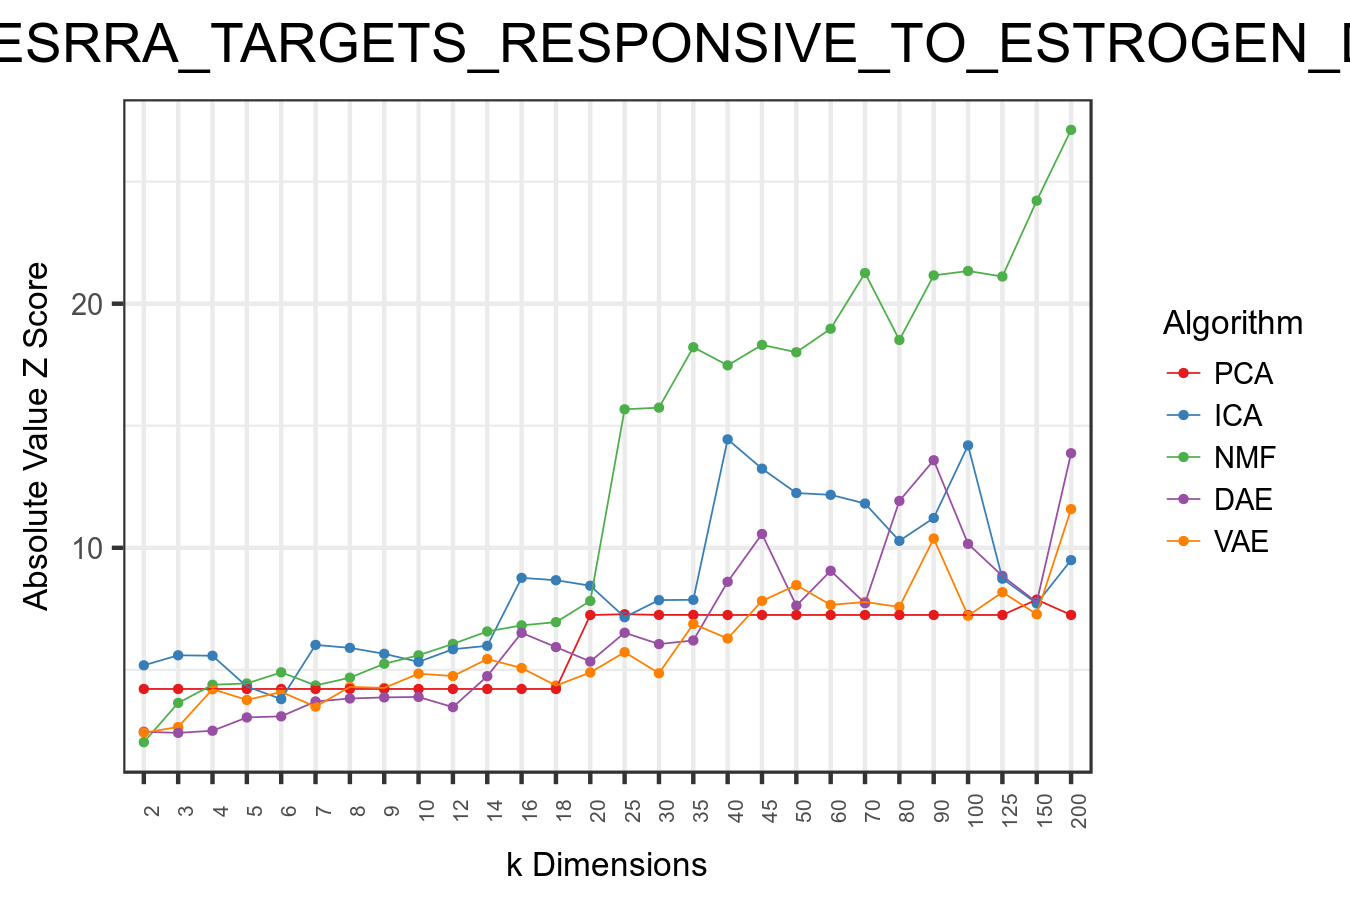 ESRRA_TARGETS_RESPONSIVE_TO_ESTROGEN_
Absolute Value Z Score
20
10
2 3 4 5 6 7 8 9 10 12 14 16 18 20 25 30 35 40 45 50 60 70 80 90 100 125 150 200
k Dimensions
Algorithm
PCA
ICA
NMF
DAE
VAE